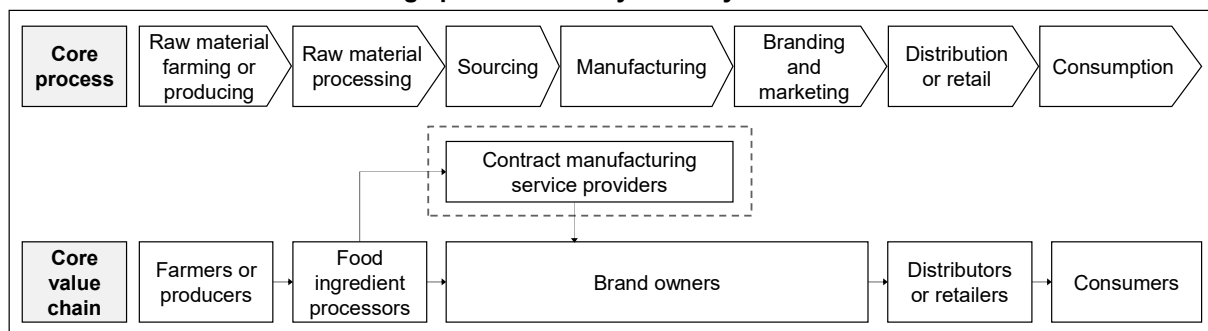 Core
process
Raw material
farming or
producing
Raw material
processing
Sourcing
Manufacturing
Branding
and
marketing
Distribution
or retail
Consumption
Contract manufacturing
service providers
Core
value
chain
Farmers or
producers
Food
ingredient
processors
Brand owners
Distributors
or retailers
Consumers